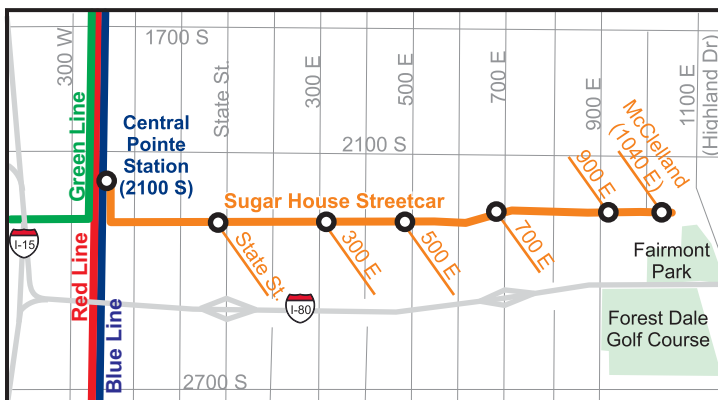 1700 S
300 W
State St.
300 E
500 E
700 E
900 E
1100 E
(Highland Dr)
2100 S
Green Line
Central
Pointe
Station
(2100 S)
Sugar House Streetcar
900 E
McClelland
(1040 E)
State St.
300 E
500 E
700 E
I-15
Red Line
Blue Line
I-80
Fairmont
Park
Forest Dale
Golf Course
2700 S